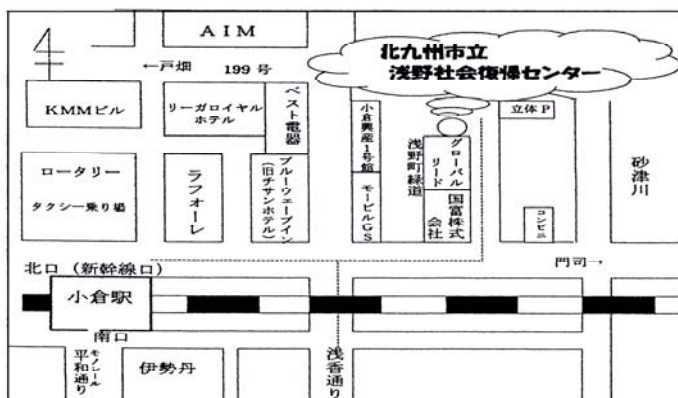 AIM
北九州市立
浅野社会復帰センター
←戸畑 199号
KMMビル
リーガロイヤル
ホテル
ベスト電器
小倉興産1号館
浅野町緑道
グローバル
リード
立体P
砂津川
ロータリー
タクシー乗り場
ラフォーレ
ブルーウェーブイン
(旧チサンホテル)
モービルGS
国富株式
会社
コンビニ
北口(新幹線口)
門司→
小倉駅
南口
モノレール
平和通り
伊勢丹
浅香通り